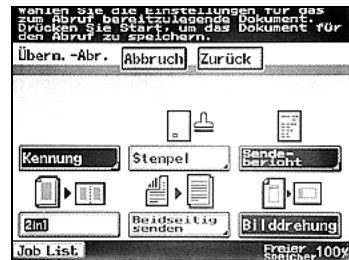 Wählen Sie die Einstellungen für das
zum Abruf bereitzulegende Dokument.
Drücken Sie Start, um das Dokument für
den Abruf zu speichern.
Übern.-Abr. Abbruch Zurück
Kennung Stempel Sende-
bericht
2in1 Beidseitig
senden Bilddrehung
Job List Freier
Speicher 100%